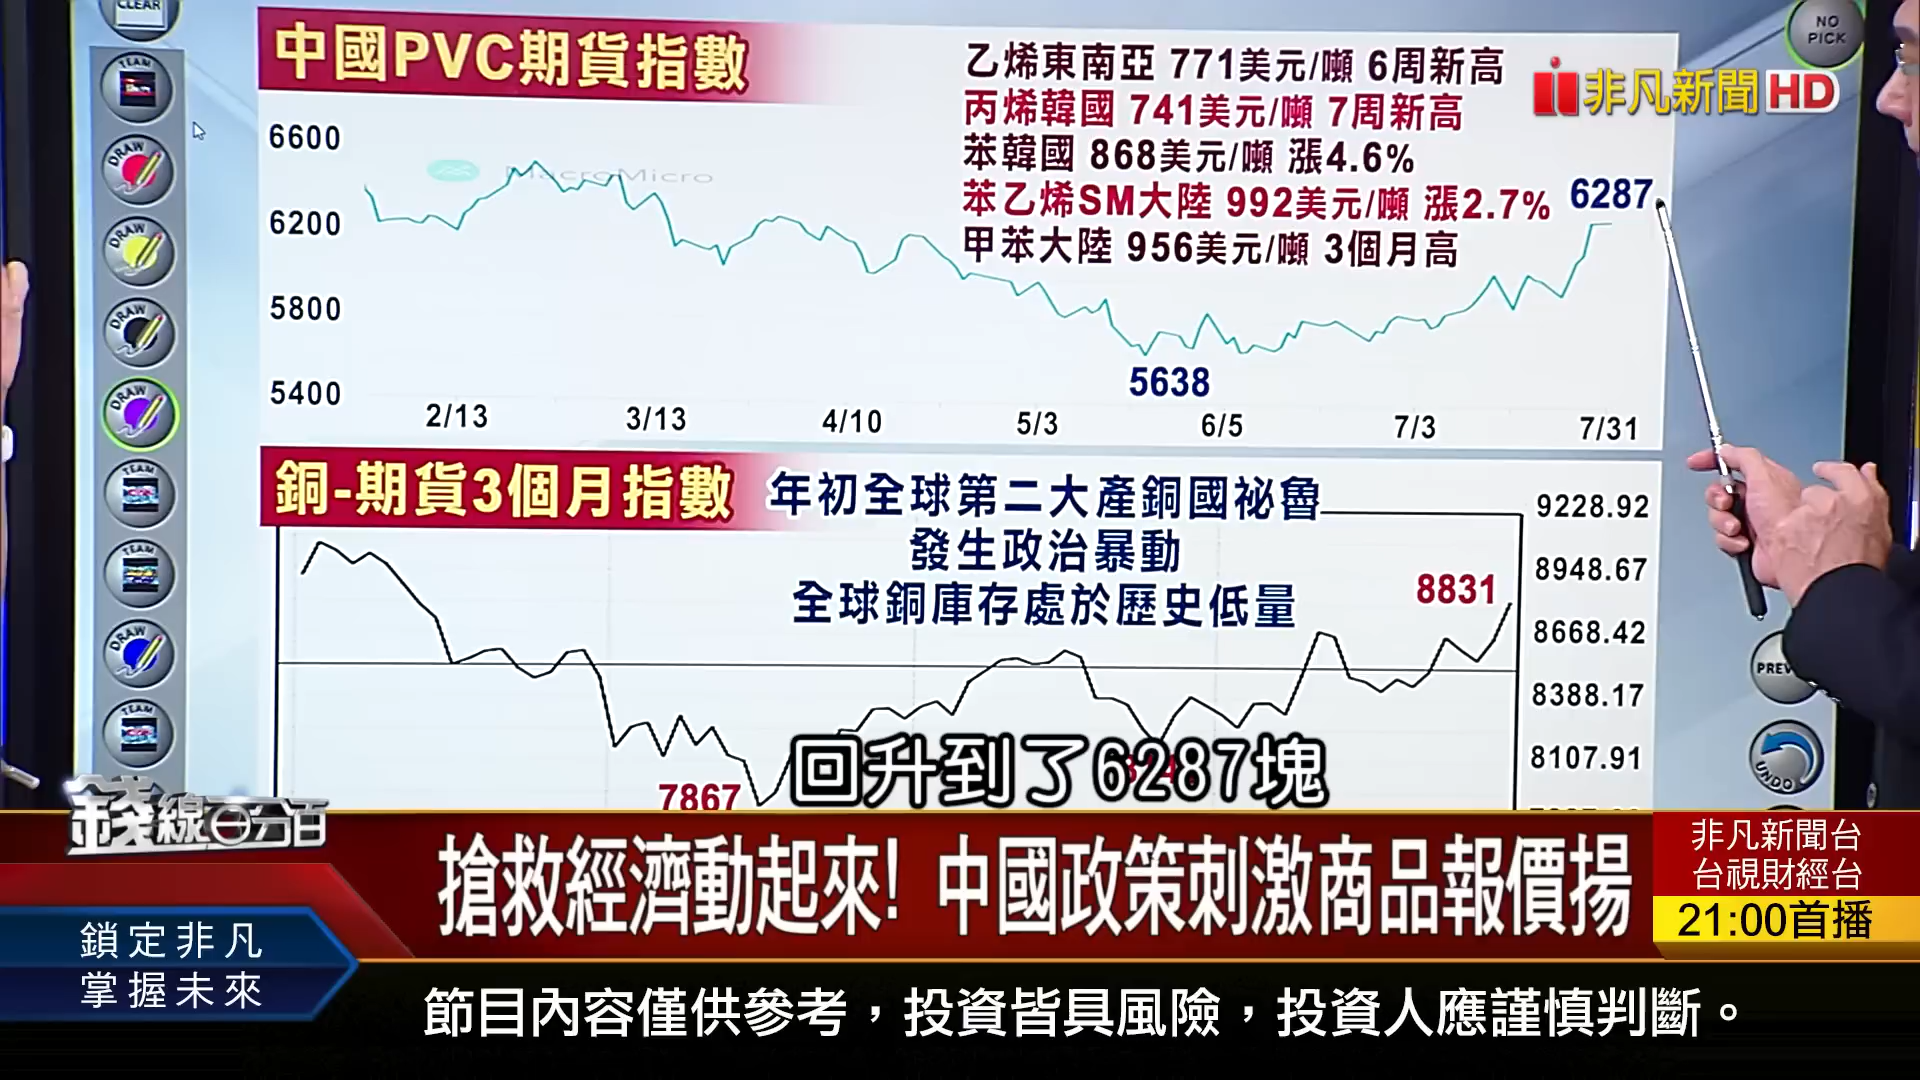 CLEAR
TEAM
DRAW
DRAW
DRAW
DRAW
TEAM
TEAM
DRAW
TEAM
中國PVC期貨指數
乙烯東南亞 771美元/噸 6周新高
丙烯韓國 741美元/噸 7周新高
苯韓國 868美元/噸 漲4.6%
苯乙烯SM大陸 992美元/噸 漲2.7%
甲苯大陸 956美元/噸 3個月高
非凡新聞HD
NO
PICK
MacroMicro
6600
6200
5800
5400
6287
5638
2/13
3/13
4/10
5/3
6/5
7/3
7/31
銅-期貨3個月指數
年初全球第二大產銅國祕魯
發生政治暴動
全球銅庫存處於歷史低量
9228.92
8948.67
8668.42
8388.17
8107.91
8831
7867
PREV
UNDO
回升到了6287塊
錢線百分百
搶救經濟動起來! 中國政策刺激商品報價揚
非凡新聞台
台視財經台
21:00首播
鎖定非凡
掌握未來
節目內容僅供參考,投資皆具風險,投資人應謹慎判斷。